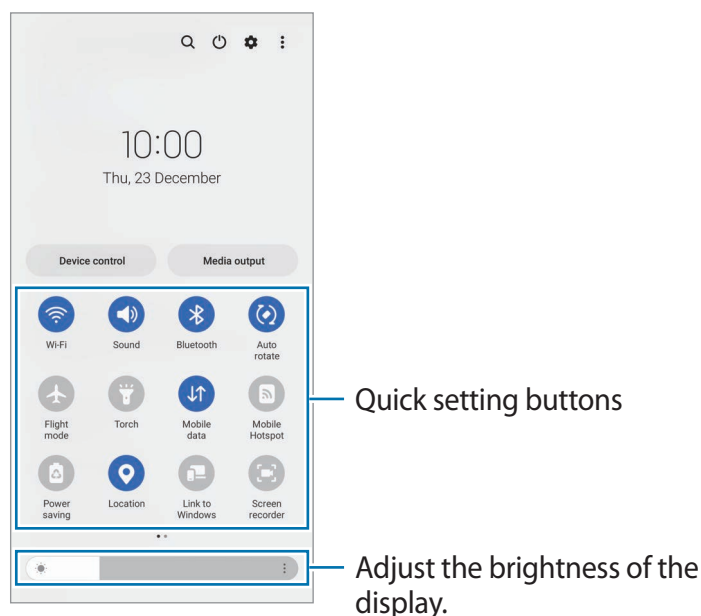 10:00
Thu, 23 December
Device control Media output
Wi-Fi Sound Bluetooth Auto
rotate
Flight Torch Mobile Mobile
mode data Hotspot
Power Location Link to Screen
saving Windows recorder
Quick setting buttons
Adjust the brightness of the
display.